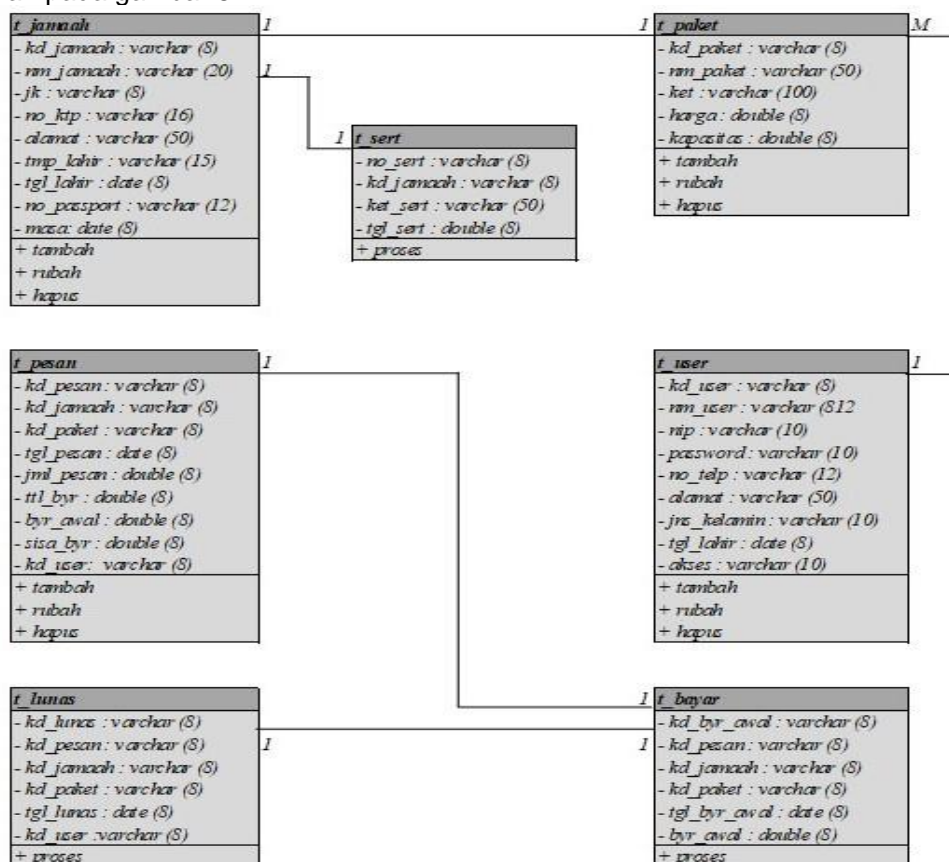 t_jamaah
- kd_jamaah : varchar (8)
- nm_jamaah : varchar (20)
- jk : varchar (8)
- no_ktp : varchar (16)
- alamat : varchar (50)
- tmp_lahir : varchar (15)
- tgl_lahir : date (8)
- no_passport : varchar (12)
- masa: date (8)
+ tambah
+ rubah
+ hapus
1
1
1
1
t_sert
- no_sert : varchar (8)
- kd_jamaah : varchar (8)
- ket_sert : varchar (50)
- tgl_sert : double (8)
+ proses
t_paket
M
- kd_paket : varchar (8)
- nm_paket : varchar (50)
- ket : varchar (100)
- harga : double (8)
- kapasitas : double (8)
+ tambah
+ rubah
+ hapus
t_pesan
1
- kd_pesan : varchar (8)
- kd_jamaah : varchar (8)
- kd_paket : varchar (8)
- tgl_pesan : date (8)
- jml_pesan : double (8)
- ttl_byr : double (8)
- byr_awal : double (8)
- sisa_byr : double (8)
- kd_user: varchar (8)
+ tambah
+ rubah
+ hapus
t_user
1
- kd_user : varchar (8)
- nm_user : varchar (812
- nip : varchar (10)
- password : varchar (10)
- no_telp : varchar (12)
- alamat : varchar (50)
- jns_kelamin : varchar (10)
- tgl_lahir : date (8)
- akses : varchar (10)
+ tambah
+ rubah
+ hapus
t_lunas
- kd_lunas : varchar (8)
- kd_pesan : varchar (8)
- kd_jamaah : varchar (8)
- kd_paket : varchar (8)
- tgl_lunas : date (8)
- kd_user :varchar (8)
+ proses
1
1
1
t_bayar
- kd_byr_awal : varchar (8)
- kd_pesan : varchar (8)
- kd_jamaah : varchar (8)
- kd_paket : varchar (8)
- tgl_byr_awal : date (8)
- byr_awal : double (8)
+ proses